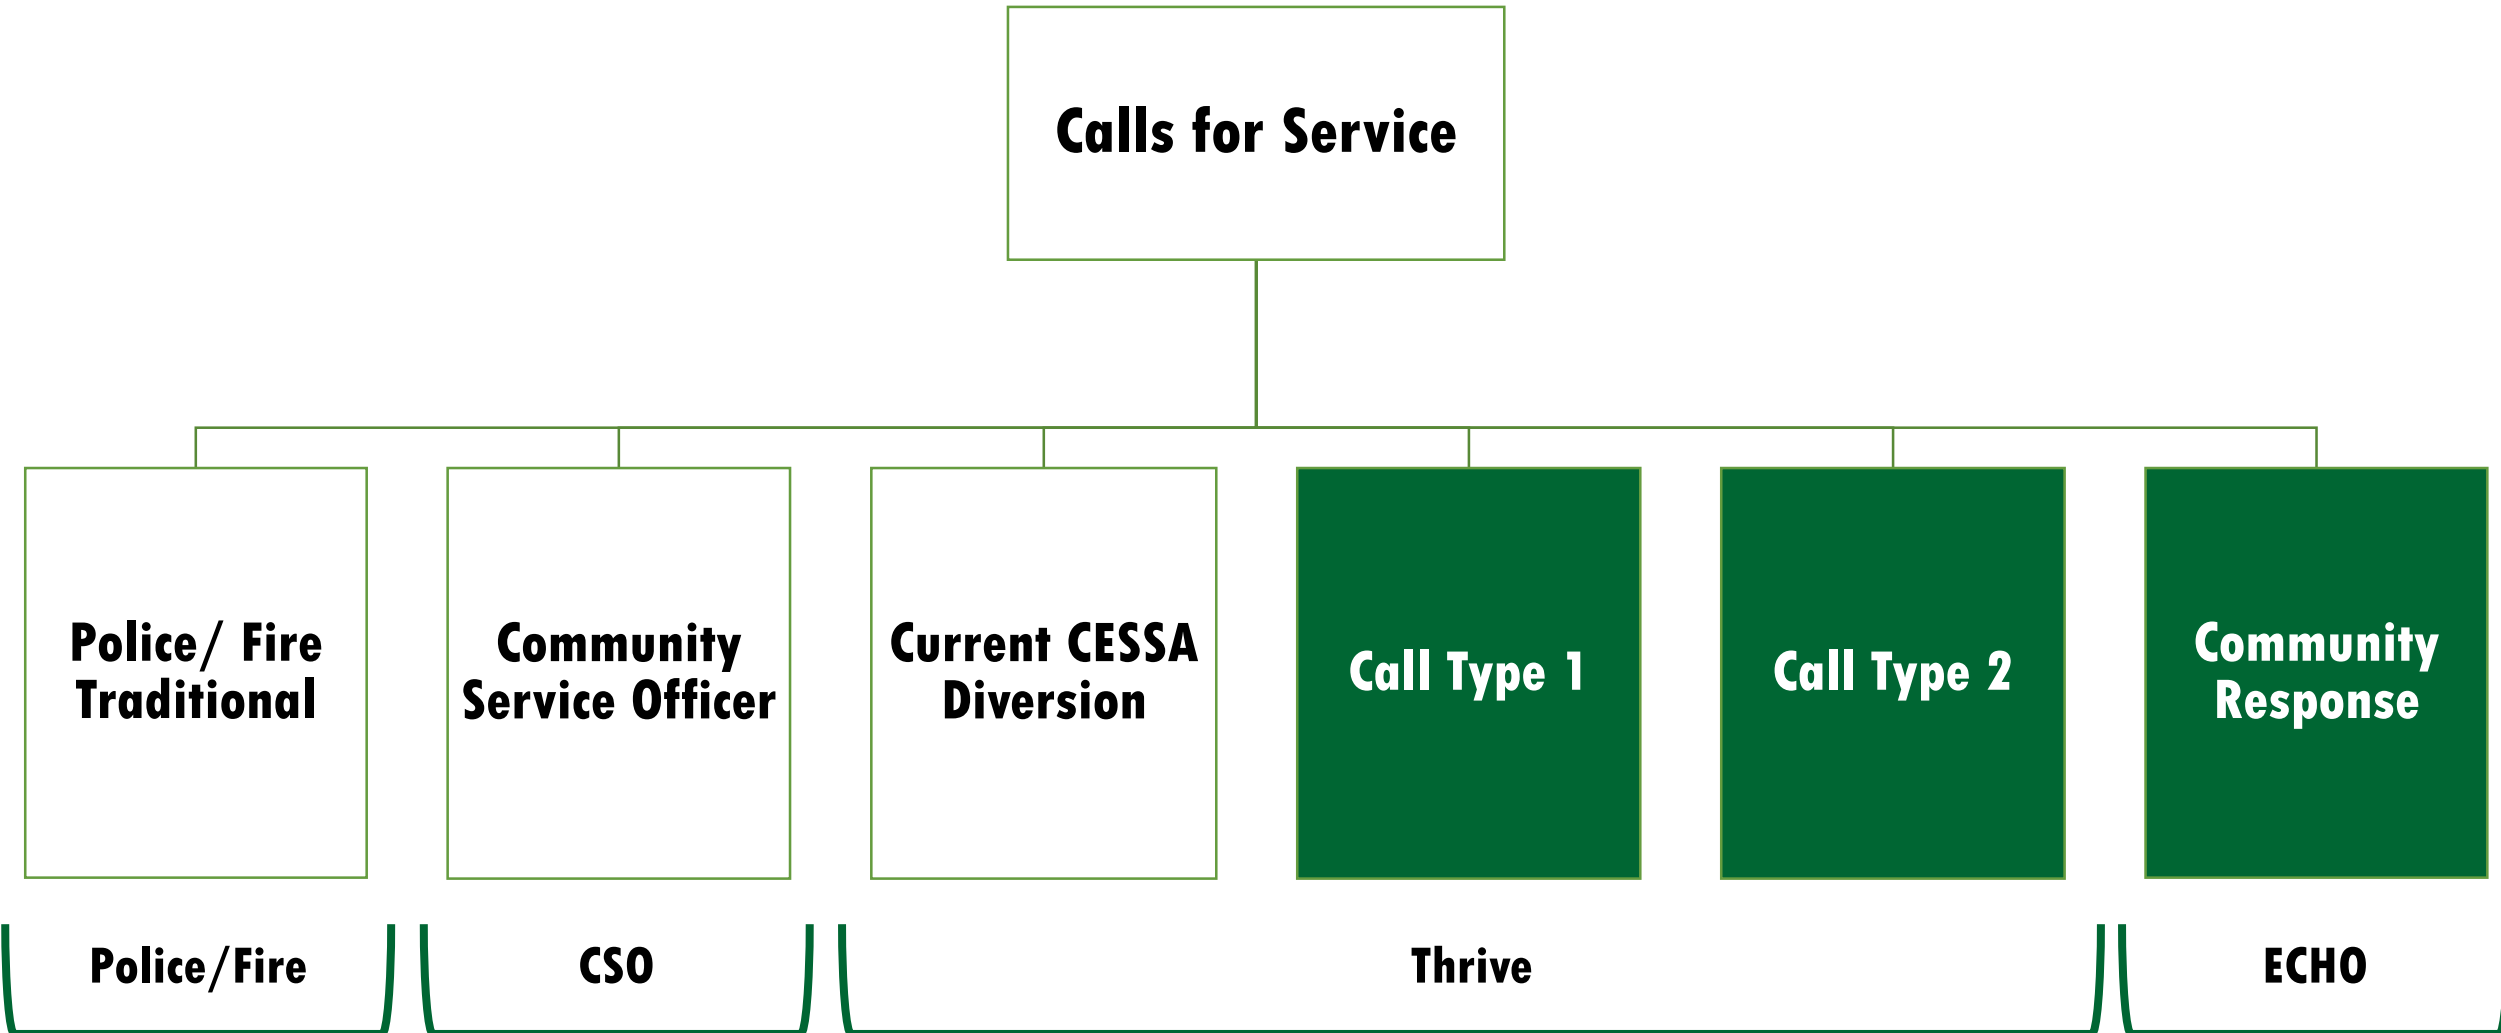 Calls for Service
Police/ Fire
Traditional
Community
Service Officer
Current CESSA
Diversion
Call Type 1
Call Type 2
Community
Response
Police/Fire
CSO
Thrive
ECHO